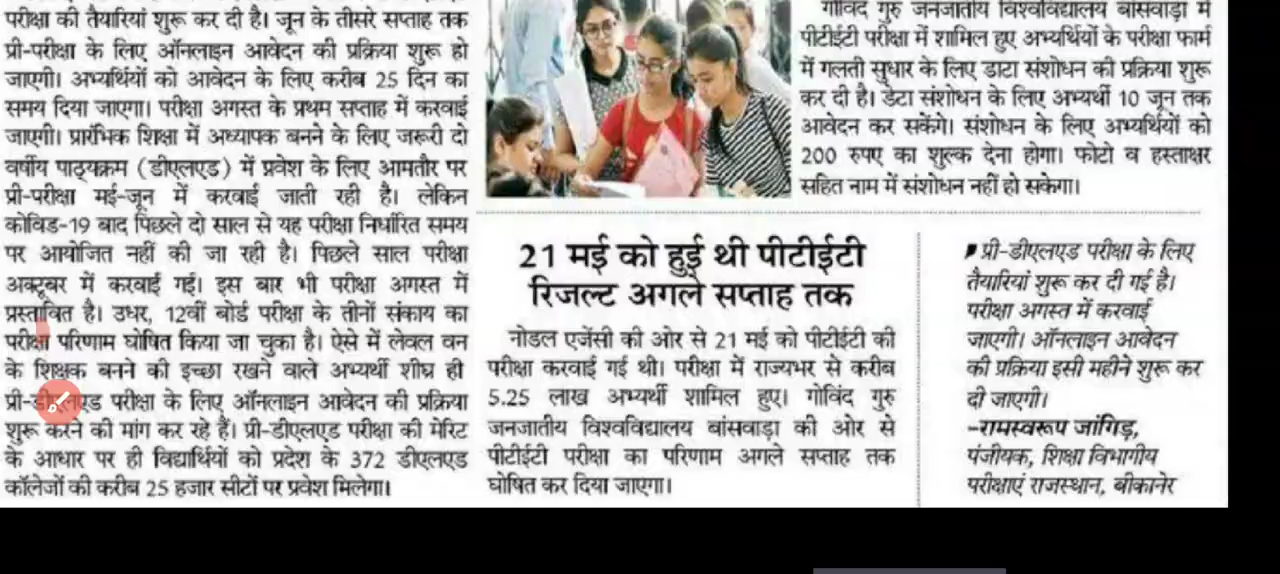 परीक्षा की तैयारियां शुरू कर दी है। जून के तीसरे सप्ताह तक
प्री-परीक्षा के लिए ऑनलाइन आवेदन की प्रक्रिया शुरू हो
जाएगी। अभ्यर्थियों को आवेदन के लिए करीब 25 दिन का
समय दिया जाएगा। परीक्षा अगस्त के प्रथम सप्ताह में करवाई
जाएगी। प्रारंभिक शिक्षा में अध्यापक बनने के लिए जरूरी दो
वर्षीय पाठ्यक्रम (डीएलएड) में प्रवेश के लिए आमतौर पर
प्री-परीक्षा मई-जून में करवाई जाती रही है। लेकिन
कोविड-19 बाद पिछले दो साल से यह परीक्षा निर्धारित समय
पर आयोजित नहीं की जा रही है। पिछले साल परीक्षा
अक्टूबर में करवाई गई। इस बार भी परीक्षा अगस्त में
प्रस्तावित है। उधर, 12वीं बोर्ड परीक्षा के तीनों संकाय का
परीक्षा परिणाम घोषित किया जा चुका है। ऐसे में लेवल वन
के शिक्षक बनने की इच्छा रखने वाले अभ्यर्थी शीघ्र ही
प्री-डीएलएड परीक्षा के लिए ऑनलाइन आवेदन की प्रक्रिया
शुरू करने की मांग कर रहे हैं। प्री-डीएलएड परीक्षा की मेरिट
के आधार पर ही विद्यार्थियों को प्रदेश के 372 डीएलएड
कॉलेजों की करीब 25 हजार सीटों पर प्रवेश मिलेगा।
गोविंद गुरु जनजातीय विश्वविद्यालय बांसवाड़ा में
पीटीईटी परीक्षा में शामिल हुए अभ्यर्थियों के परीक्षा फार्म
में गलती सुधार के लिए डाटा संशोधन की प्रक्रिया शुरू
कर दी है। डेटा संशोधन के लिए अभ्यर्थी 10 जून तक
आवेदन कर सकेंगे। संशोधन के लिए अभ्यर्थियों को
200 रुपए का शुल्क देना होगा। फोटो व हस्ताक्षर
सहित नाम में संशोधन नहीं हो सकेगा।
21 मई को हुई थी पीटीईटी
रिजल्ट अगले सप्ताह तक
नोडल एजेंसी की ओर से 21 मई को पीटीईटी की
परीक्षा करवाई गई थी। परीक्षा में राज्यभर से करीब
5.25 लाख अभ्यर्थी शामिल हुए। गोविंद गुरु
जनजातीय विश्वविद्यालय बांसवाड़ा की ओर से
पीटीईटी परीक्षा का परिणाम अगले सप्ताह तक
घोषित कर दिया जाएगा।
प्री-डीएलएड परीक्षा के लिए
तैयारियां शुरू कर दी गई है।
परीक्षा अगस्त में करवाई
जाएगी। ऑनलाइन आवेदन
की प्रक्रिया इसी महीने शुरू कर
दी जाएगी।
-रामस्वरूप जांगिड़,
पंजीयक, शिक्षा विभागीय
परीक्षाएं राजस्थान, बीकानेर